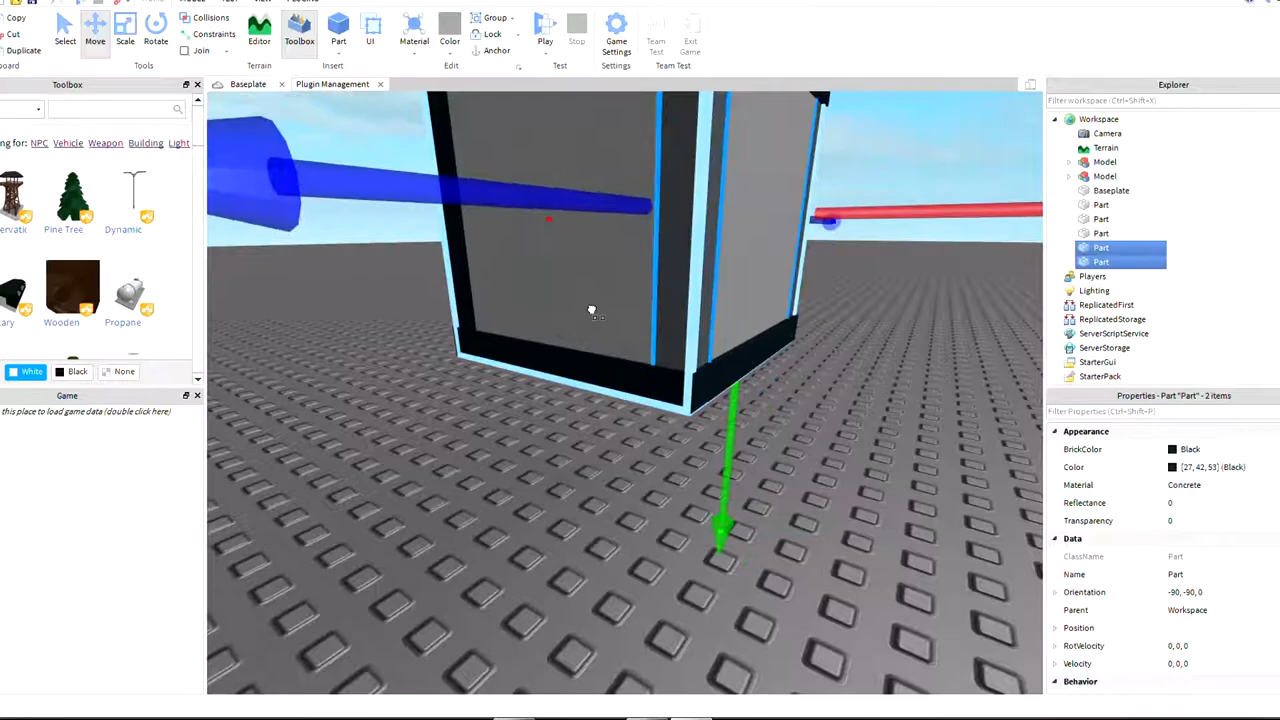 Copy
Cut
Duplicate
board
Select
Move
Scale
Rotate
Tools
Collisions
Constraints
Join
Editor
Terrain
Toolbox
Part
UI
Insert
Material
Color
Group
Lock
Anchor
Edit
Play
Stop
Test
Game
Settings
Settings
Team
Test
Exit
Game
Team Test
Toolbox
Baseplate
Plugin Management
Explorer
Filter workspace (Ctrl+Shift+X)
ng for: NPC Vehicle Weapon Building Light
ervatic
Pine Tree
Dynamic
tary
Wooden
Propane
White
Black
None
Game
this place to load game data (double click here)
Workspace
Camera
Terrain
Model
Model
Baseplate
Part
Part
Part
Part
Part
Players
Lighting
ReplicatedFirst
ReplicatedStorage
ServerScriptService
ServerStorage
StarterGui
StarterPack
Properties - Part "Part" - 2 items
Filter Properties (Ctrl+Shift+P)
Appearance
BrickColor Black
Color [27, 42, 53] (Black)
Material Concrete
Reflectance 0
Transparency 0
Data
ClassName Part
Name Part
Orientation -90, -90, 0
Parent Workspace
Position
RotVelocity 0, 0, 0
Velocity 0, 0, 0
Behavior